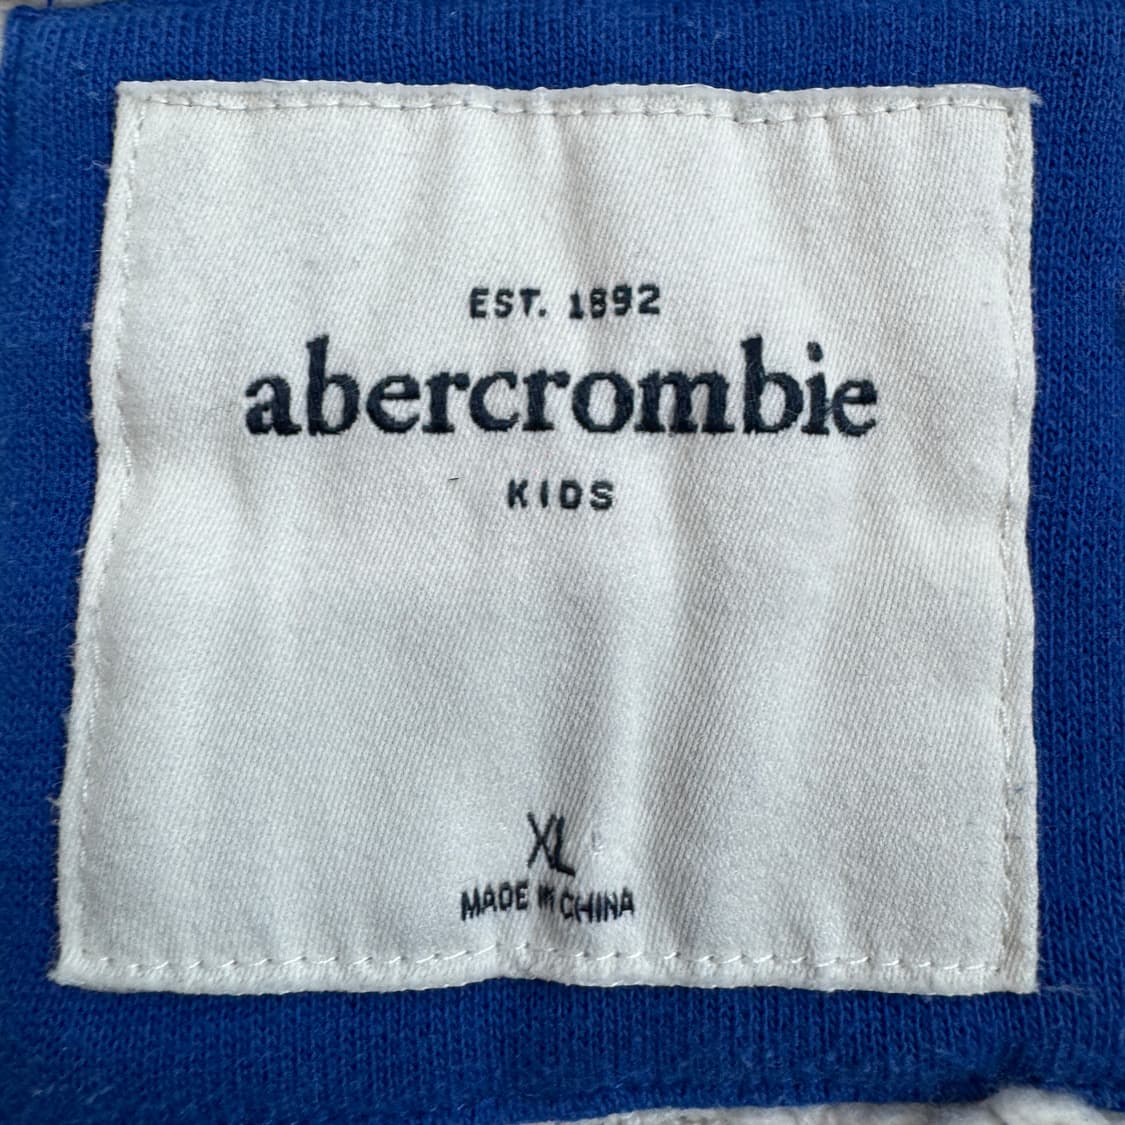 EST. 1892
abercrombie
KIDS
XL
MADE IN CHINA